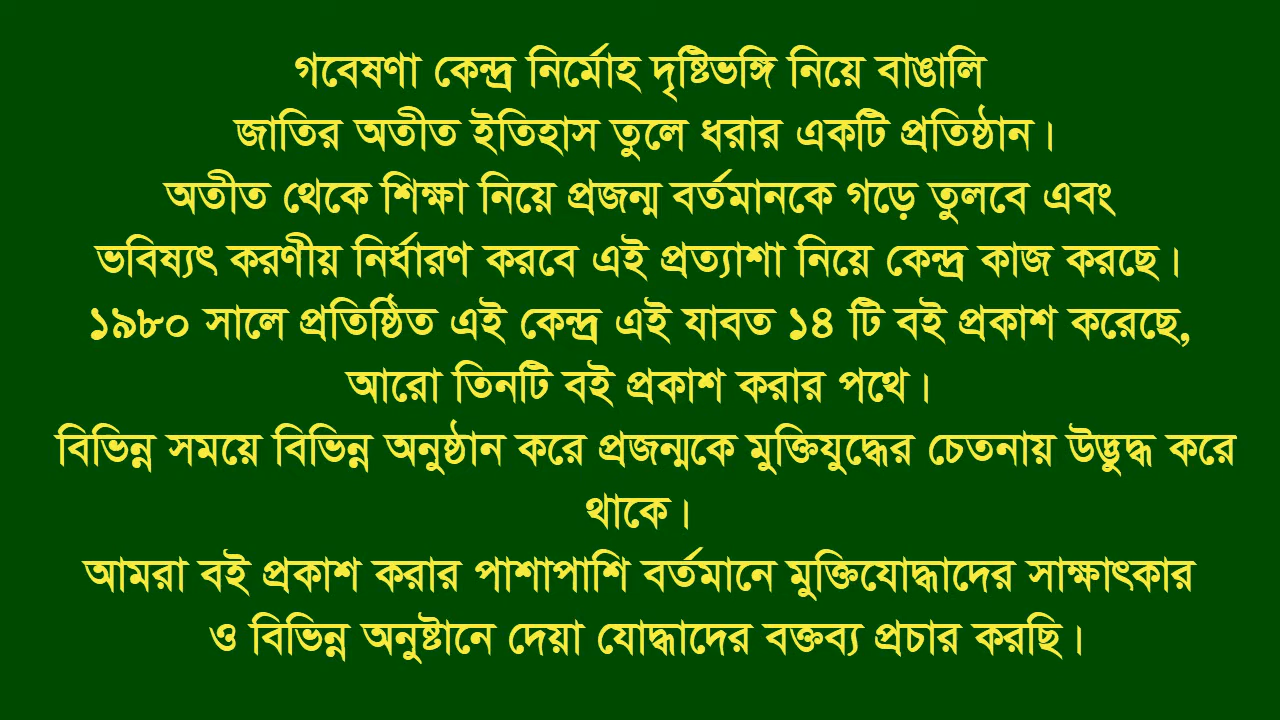 গবেষণা কেন্দ্র নির্মোহ দৃষ্টিভঙ্গি নিয়ে বাঙালি
জাতির অতীত ইতিহাস তুলে ধরার একটি প্রতিষ্ঠান।
অতীত থেকে শিক্ষা নিয়ে প্রজন্ম বর্তমানকে গড়ে তুলবে এবং
ভবিষ্যৎ করণীয় নির্ধারণ করবে এই প্রত্যাশা নিয়ে কেন্দ্র কাজ করছে।
১৯৮০ সালে প্রতিষ্ঠিত এই কেন্দ্র এই যাবত ১৪ টি বই প্রকাশ করেছে,
আরো তিনটি বই প্রকাশ করার পথে।
বিভিন্ন সময়ে বিভিন্ন অনুষ্ঠান করে প্রজন্মকে মুক্তিযুদ্ধের চেতনায় উদ্ভুদ্ধ করে
থাকে।
আমরা বই প্রকাশ করার পাশাপাশি বর্তমানে মুক্তিযোদ্ধাদের সাক্ষাৎকার
ও বিভিন্ন অনুষ্টানে দেয়া যোদ্ধাদের বক্তব্য প্রচার করছি।